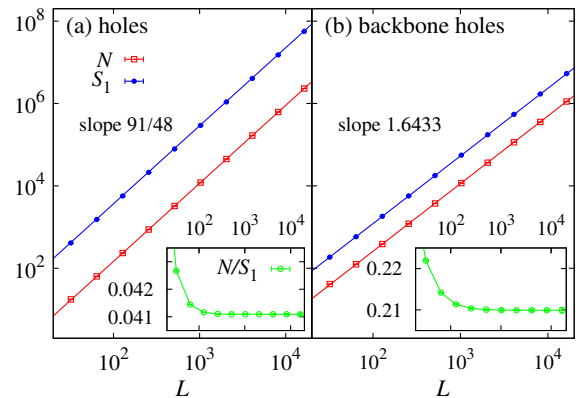 (a) holes
(b) backbone holes
10^8
10^6
10^4
10^2
N
S_1
slope 91/48
slope 1.6433
10^2 10^3 10^4
10^2 10^3 10^4
N/S_1
0.042
0.041
0.22
0.21
10^2 10^3 10^4
10^2 10^3 10^4
L
L